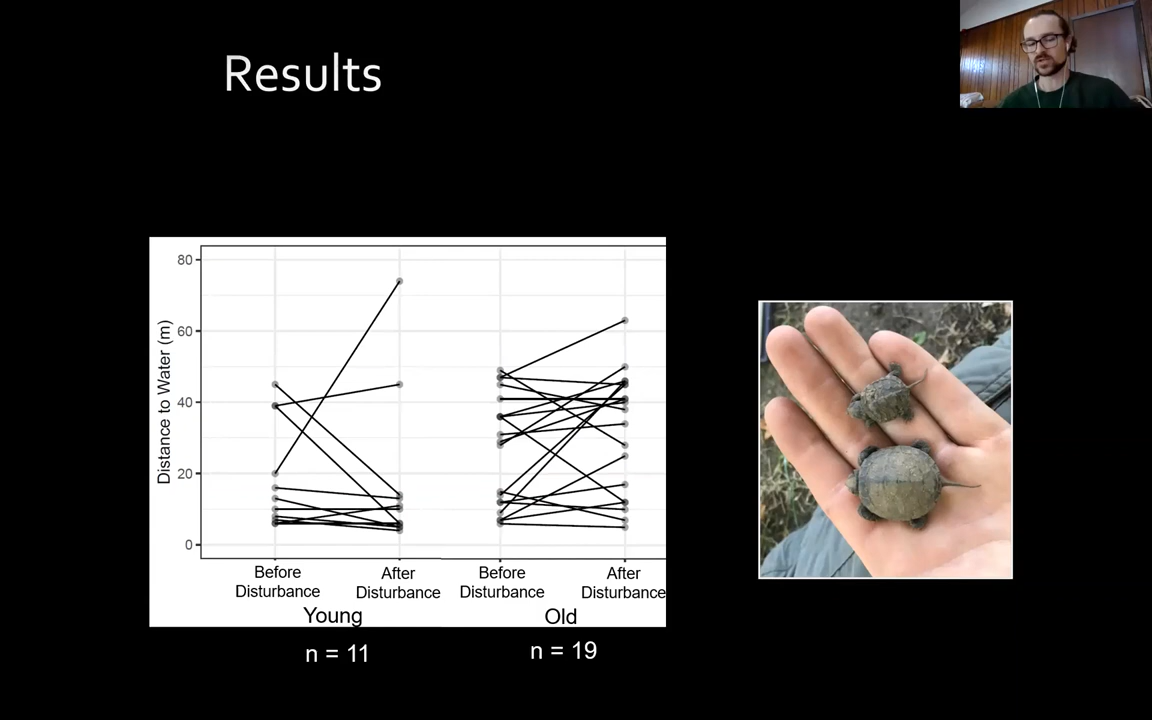 Results
80
60
40
20
0
Distance to Water (m)
Before
Disturbance
After
Disturbance
Before
Disturbance
After
Disturbance
Young
Old
n = 11
n = 19